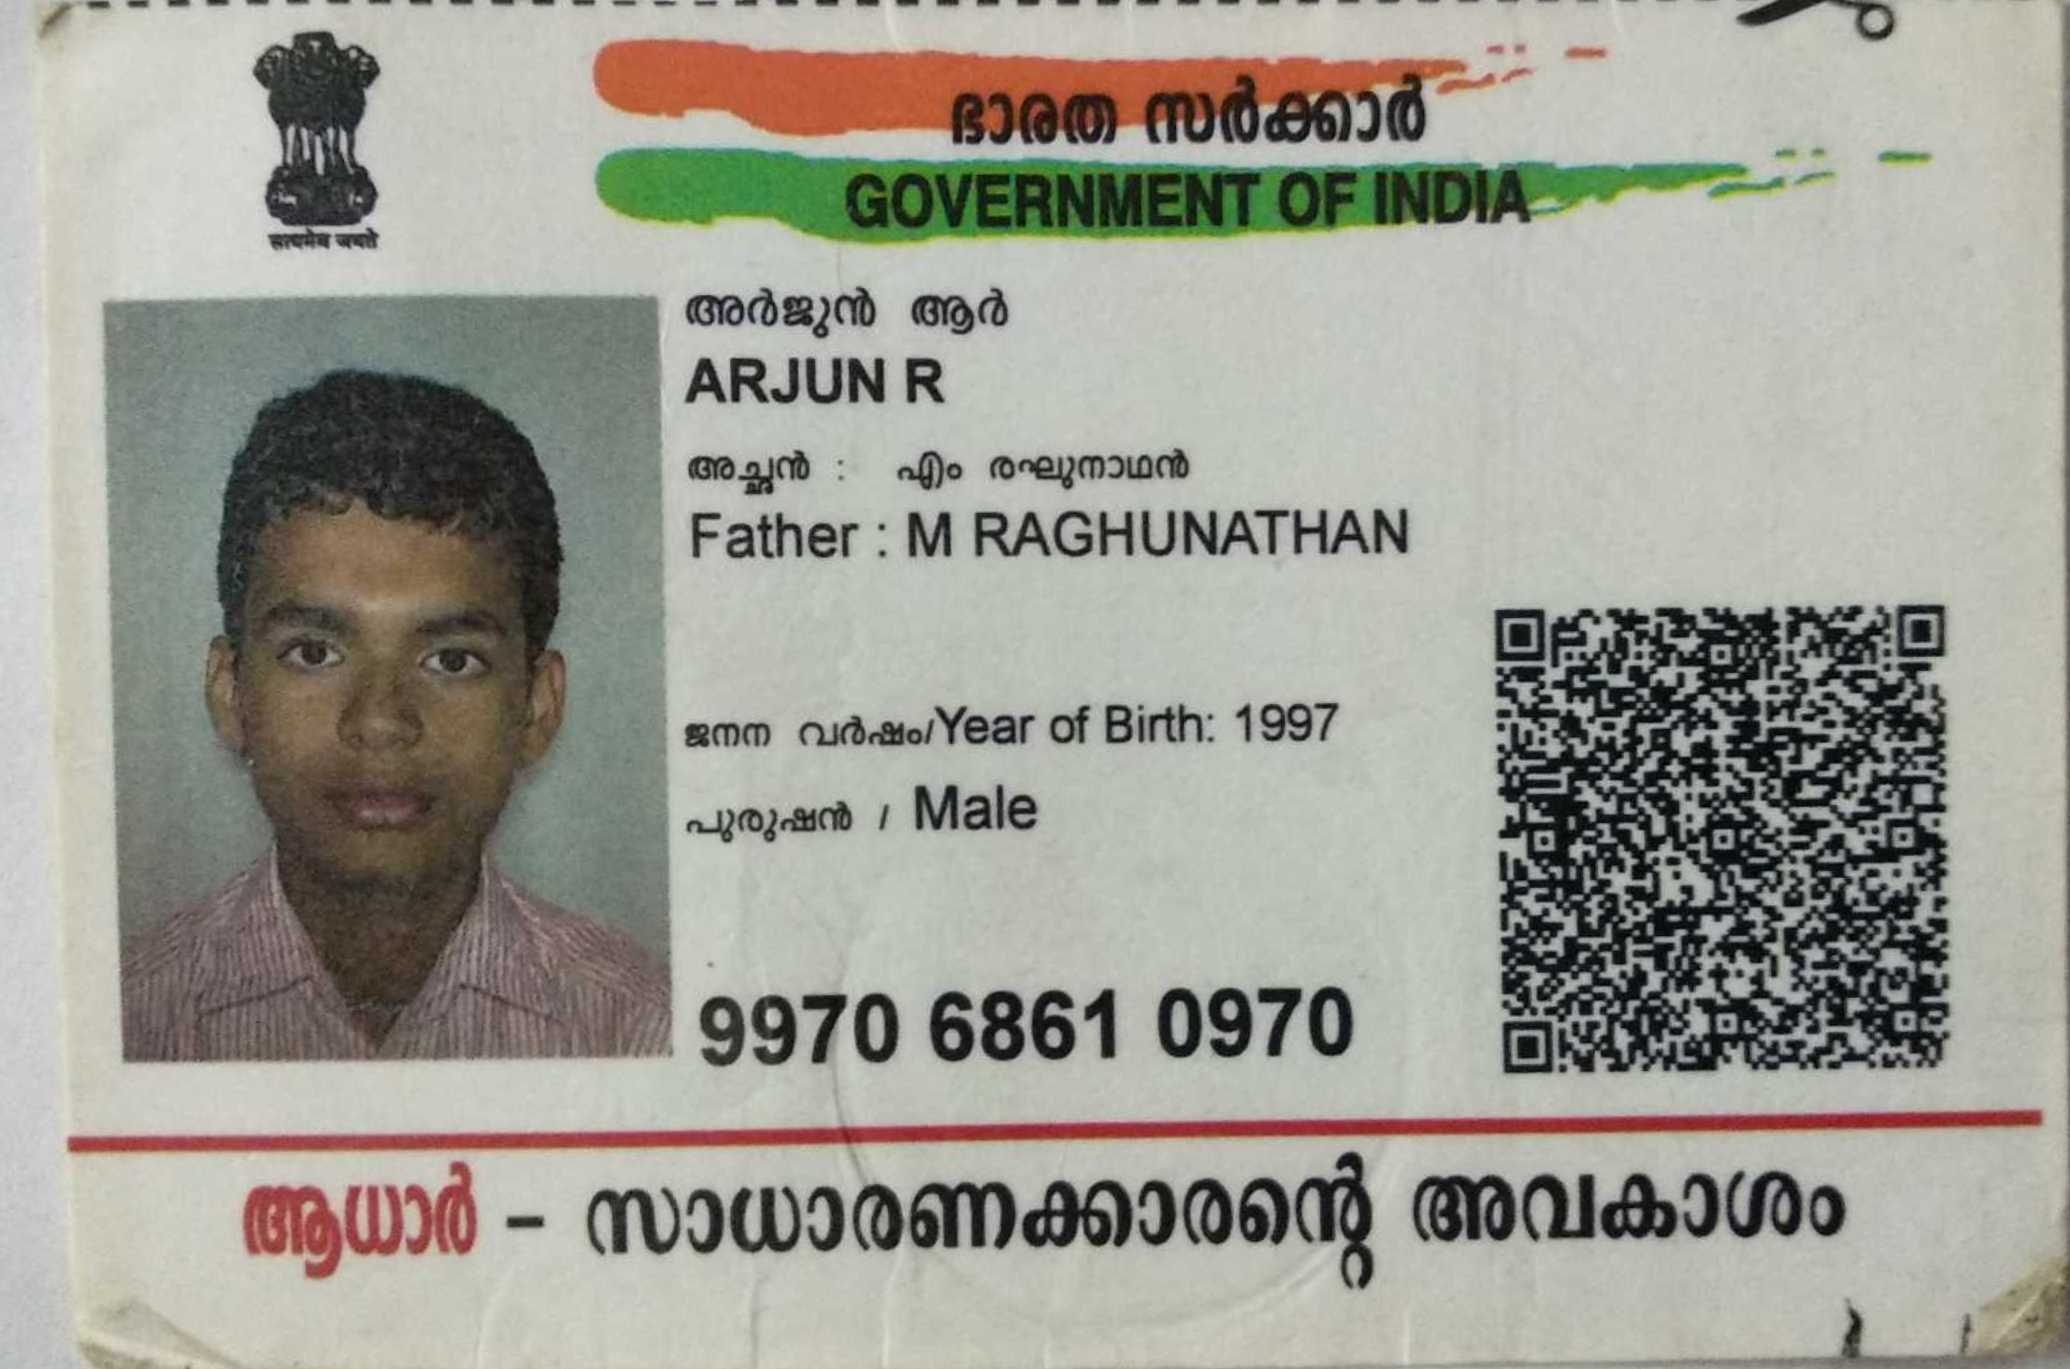 ഭാരത സർക്കാർ
GOVERNMENT OF INDIA
सत्यमेव जयते
അർജുൻ ആർ
ARJUN R
അച്ഛൻ : എം രഘുനാഥൻ
Father : M RAGHUNATHAN
ജനന വർഷം/Year of Birth: 1997
പുരുഷൻ / Male
9970 6861 0970
ആധാർ – സാധാരണക്കാരന്റെ അവകാശം